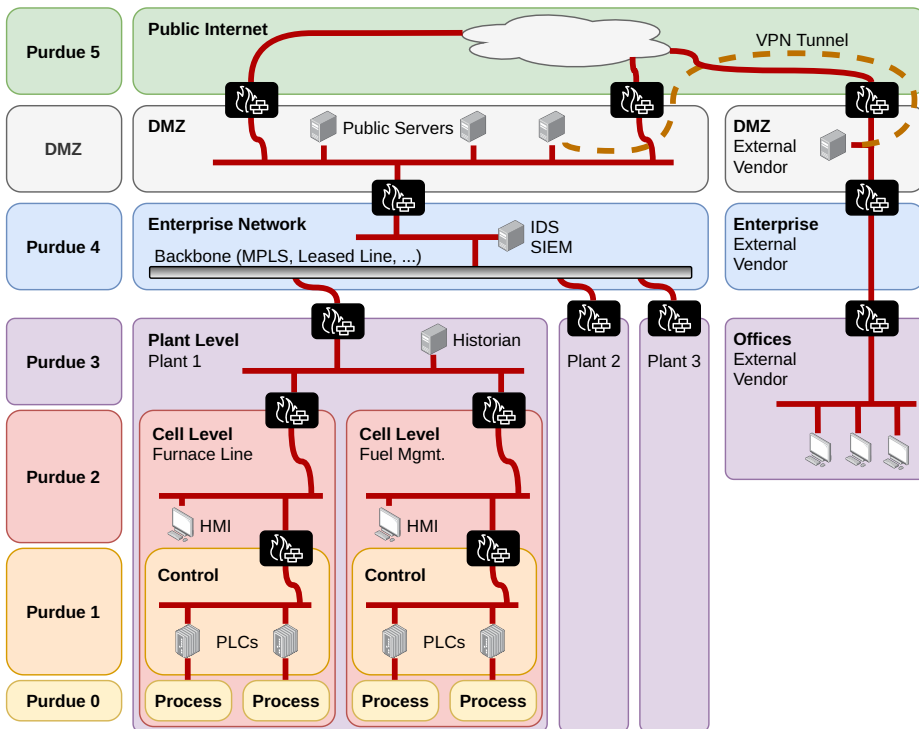 Purdue 5
Public Internet
VPN Tunnel
DMZ
DMZ
Public Servers
DMZ
External
Vendor
Purdue 4
Enterprise Network
IDS
SIEM
Backbone (MPLS, Leased Line, ...)
Enterprise
External
Vendor
Purdue 3
Plant Level
Plant 1
Historian
Plant 2
Plant 3
Offices
External
Vendor
Purdue 2
Cell Level
Furnace Line
HMI
Cell Level
Fuel Mgmt.
HMI
Purdue 1
Control
PLCs
Control
PLCs
Purdue 0
Process
Process
Process
Process